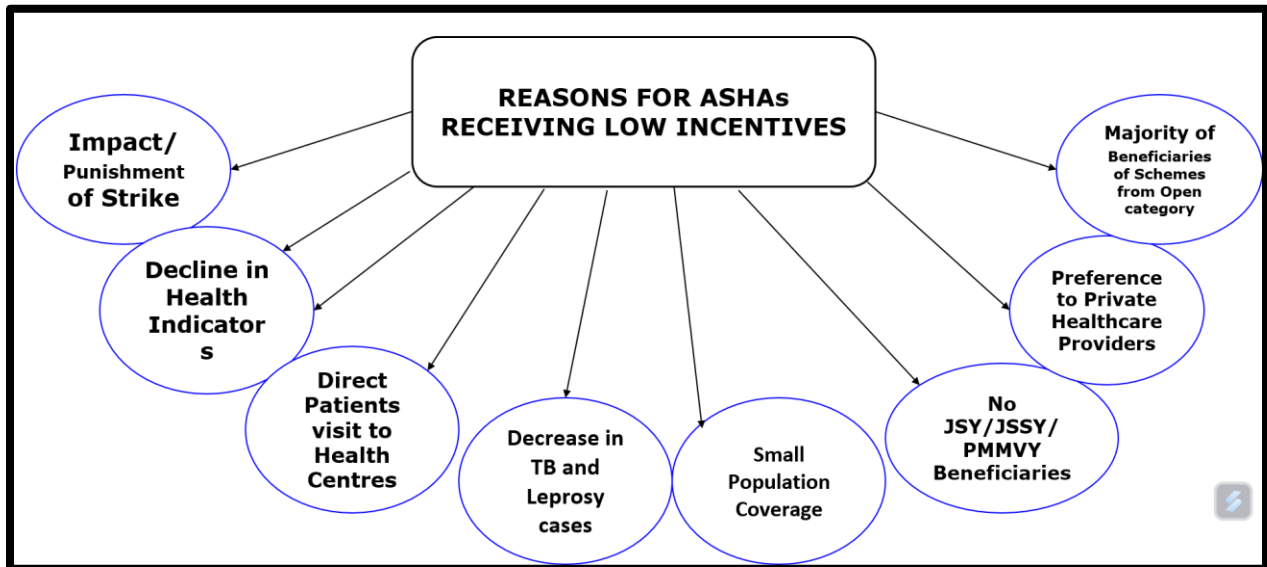 REASONS FOR ASHAs
RECEIVING LOW INCENTIVES
Impact/
Punishment
of Strike
Decline in
Health
Indicator
s
Direct
Patients
visit to
Health
Centres
Decrease in
TB and
Leprosy
cases
Small
Population
Coverage
No
JSY/JSSY/
PMMVY
Beneficiaries
Preference
to Private
Healthcare
Providers
Majority of
Beneficiaries
of Schemes
from Open
category